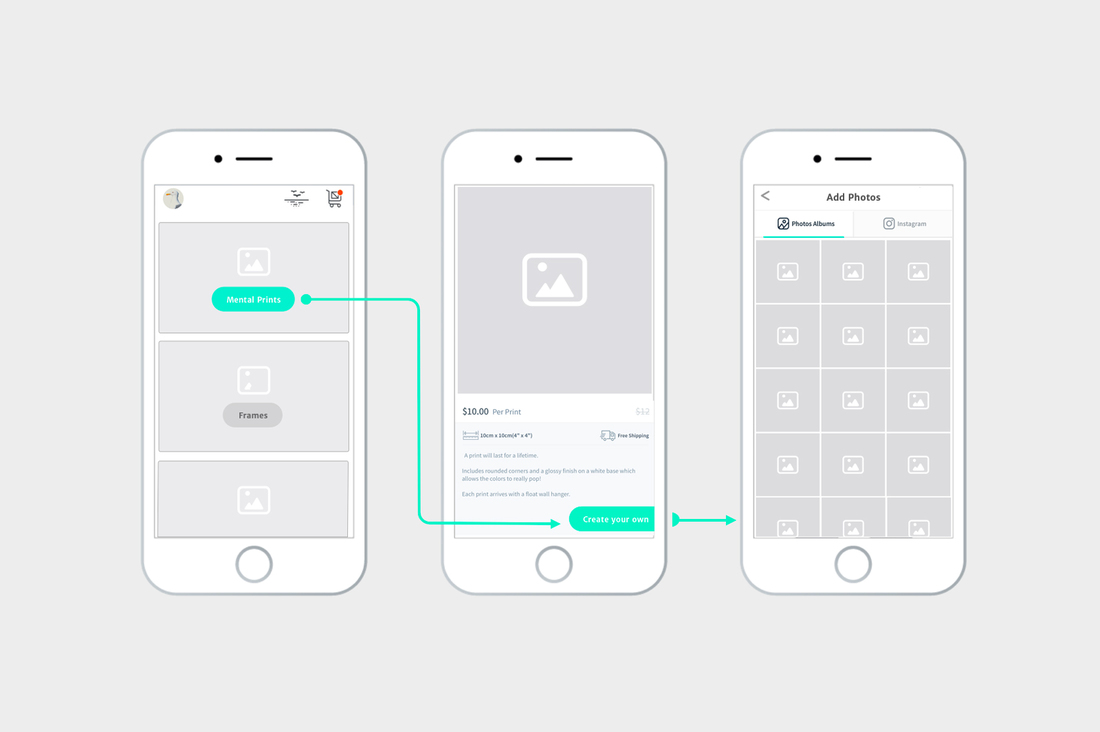 Mental Prints
Frames
$10.00 Per Print
$12
10cm x 10cm(4" x 4")
Free Shipping
A print will last for a lifetime.
Includes rounded corners and a glossy finish on a white base which
allows the colors to really pop!
Each print arrives with a float wall hanger.
Create your own
Add Photos
Photos Albums
Instagram